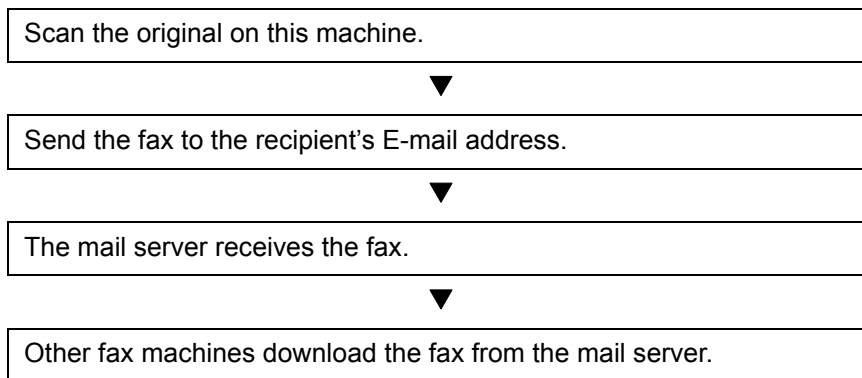 Scan the original on this machine.
Send the fax to the recipient’s E-mail address.
The mail server receives the fax.
Other fax machines download the fax from the mail server.